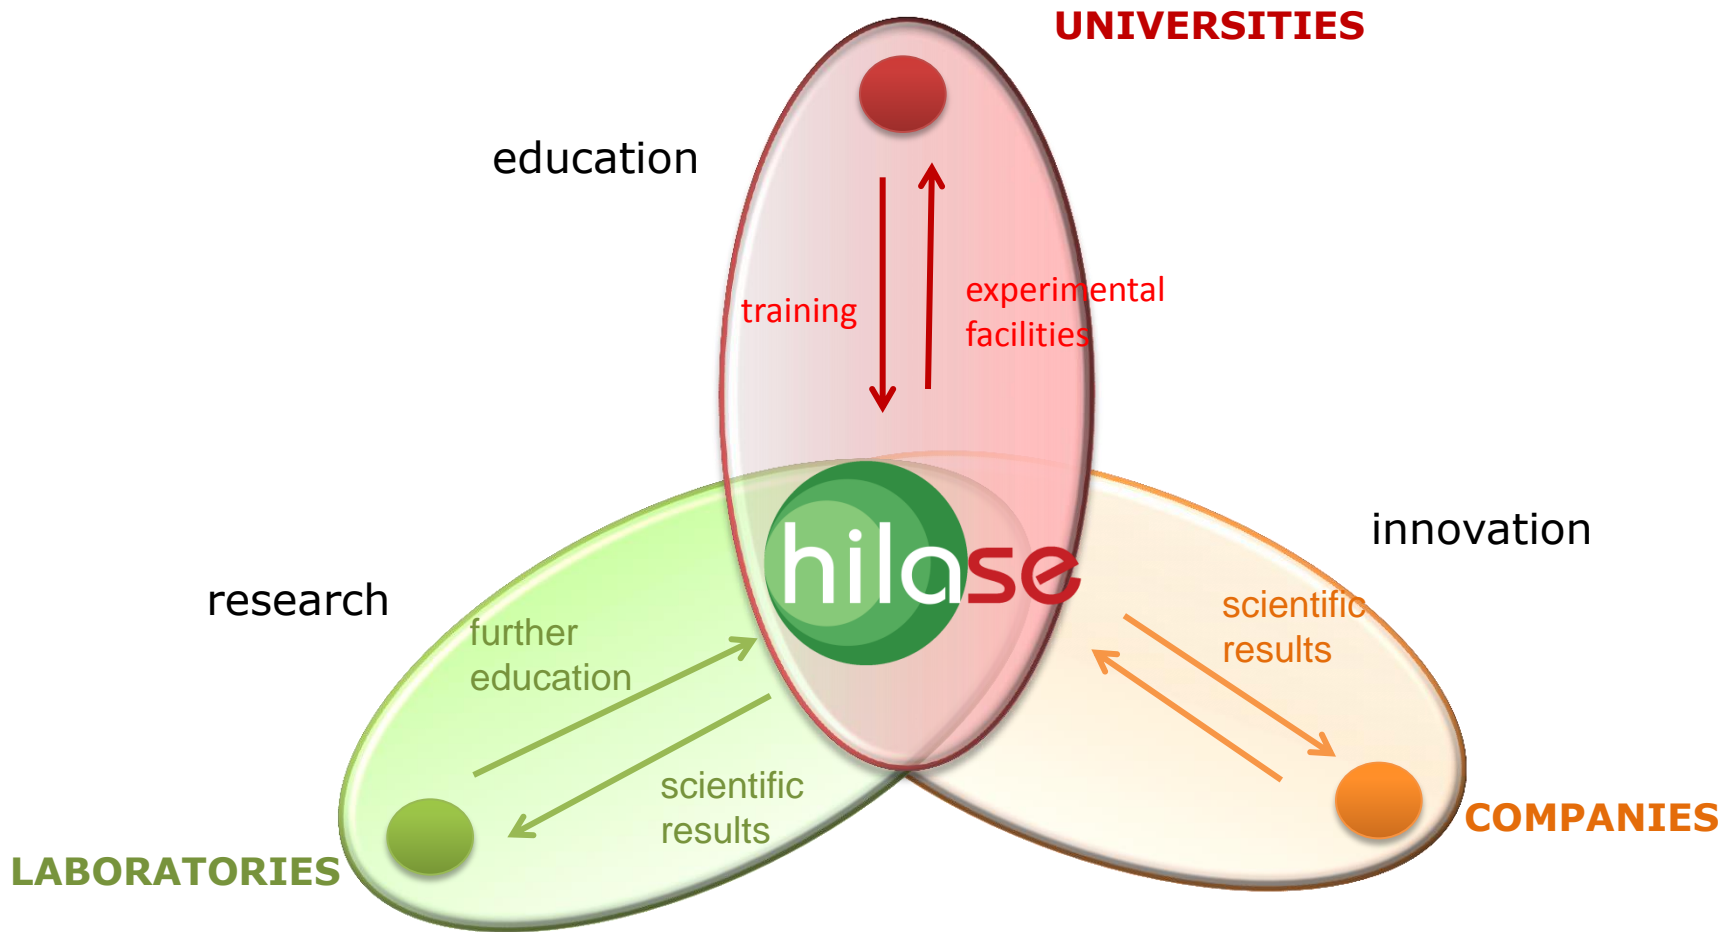 UNIVERSITIES
education
training
experimental
facilities
hilase
innovation
research
scientific
results
further
education
scientific
results
COMPANIES
LABORATORIES